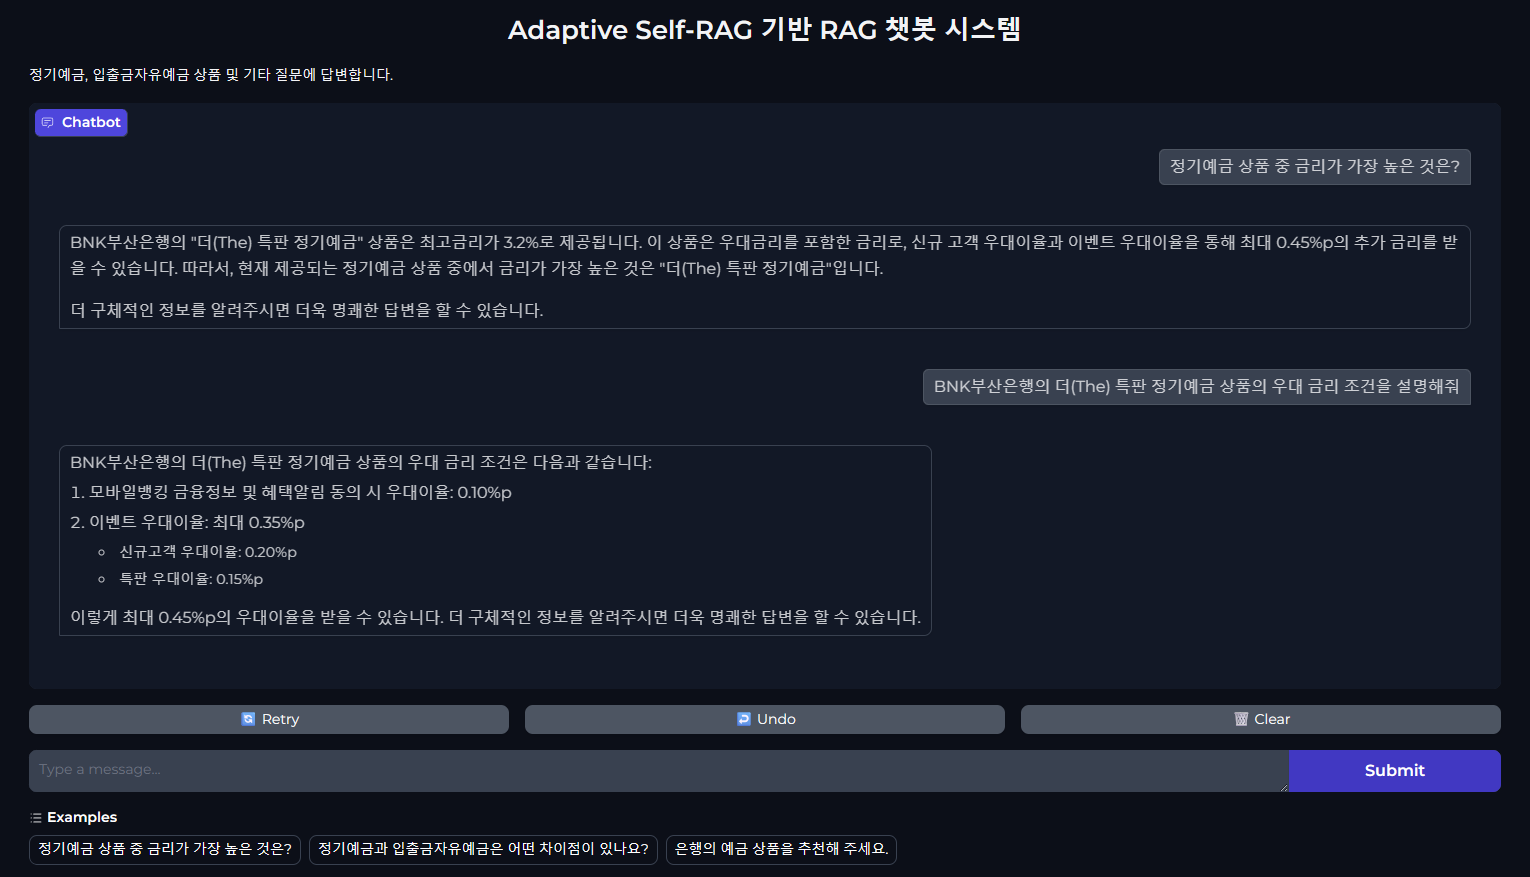 Adaptive Self-RAG 기반 RAG 챗봇 시스템
정기예금, 입출금자유예금 상품 및 기타 질문에 답변합니다.
Chatbot
정기예금 상품 중 금리가 가장 높은 것은?
BNK부산은행의 "더(The) 특판 정기예금" 상품은 최고금리가 3.2%로 제공됩니다. 이 상품은 우대금리를 포함한 금리로, 신규 고객 우대이율과 이벤트 우대이율을 통해 최대 0.45%p의 추가 금리를 받
을 수 있습니다. 따라서, 현재 제공되는 정기예금 상품 중에서 금리가 가장 높은 것은 "더(The) 특판 정기예금"입니다.
더 구체적인 정보를 알려주시면 더욱 명쾌한 답변을 할 수 있습니다.
BNK부산은행의 더(The) 특판 정기예금 상품의 우대 금리 조건을 설명해줘
BNK부산은행의 더(The) 특판 정기예금 상품의 우대 금리 조건은 다음과 같습니다:
1. 모바일뱅킹 금융정보 및 혜택알림 동의 시 우대이율: 0.10%p
2. 이벤트 우대이율: 최대 0.35%p
○ 신규고객 우대이율: 0.20%p
○ 특판 우대이율: 0.15%p
이렇게 최대 0.45%p의 우대이율을 받을 수 있습니다. 더 구체적인 정보를 알려주시면 더욱 명쾌한 답변을 할 수 있습니다.
Retry Undo Clear
Type a message...
Submit
Examples
정기예금 상품 중 금리가 가장 높은 것은? 정기예금과 입출금자유예금은 어떤 차이점이 있나요? 은행의 예금 상품을 추천해 주세요.